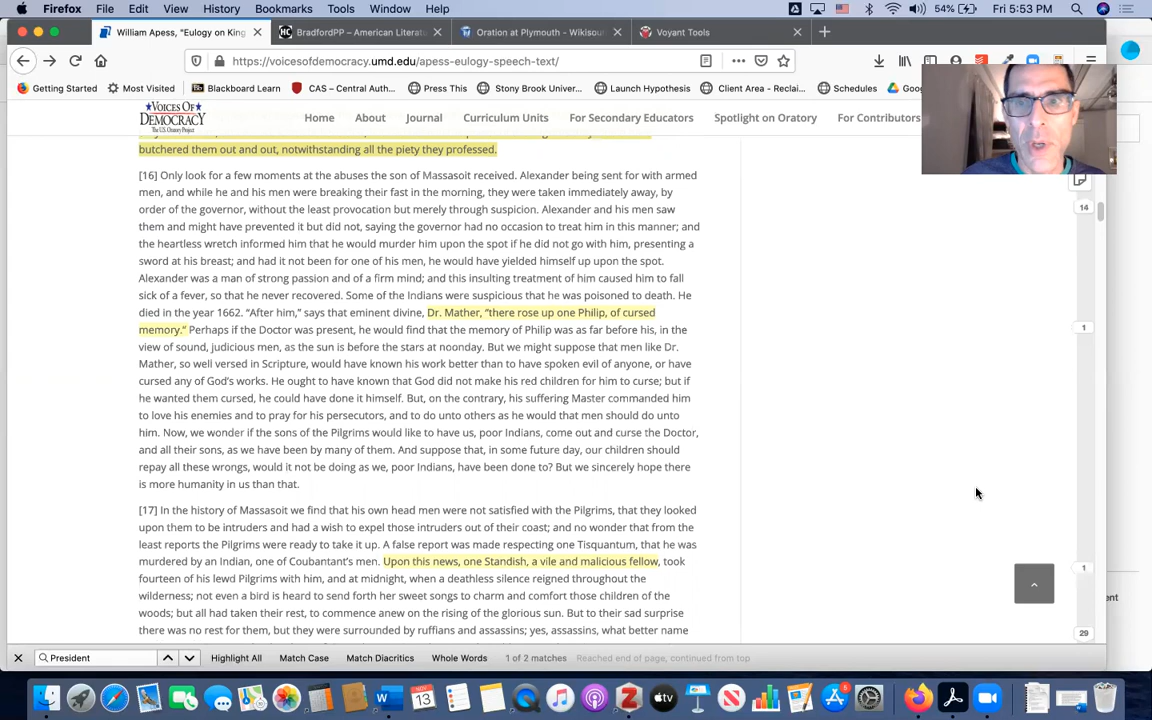 Firefox File Edit View History Bookmarks Tools Window Help 54% Fri 5:53 PM
William Apess, "Eulogy on King BradfordPP – American Literatu Oration at Plymouth - Wikisou Voyant Tools
https://voicesofdemocracy.umd.edu/apess-eulogy-speech-text/
Getting Started Most Visited Blackboard Learn CAS – Central Auth... Press This Stony Brook Univer... Launch Hypothesis Client Area - Reclai... Schedules Goog
VOICES OF DEMOCRACY The U.S. Oratory Project
Home About Journal Curriculum Units For Secondary Educators Spotlight on Oratory For Contributors
butchered them out and out, notwithstanding all the piety they professed.
[16] Only look for a few moments at the abuses the son of Massasoit received. Alexander being sent for with armed
men, and while he and his men were breaking their fast in the morning, they were taken immediately away, by
order of the governor, without the least provocation but merely through suspicion. Alexander and his men saw
them and might have prevented it but did not, saying the governor had no occasion to treat him in this manner; and
the heartless wretch informed him that he would murder him upon the spot if he did not go with him, presenting a
sword at his breast; and had it not been for one of his men, he would have yielded himself up upon the spot.
Alexander was a man of strong passion and of a firm mind; and this insulting treatment of him caused him to fall
sick of a fever, so that he never recovered. Some of the Indians were suspicious that he was poisoned to death. He
died in the year 1662. “After him,” says that eminent divine, Dr. Mather, “there rose up one Philip, of cursed
memory.” Perhaps if the Doctor was present, he would find that the memory of Philip was as far before his, in the
view of sound, judicious men, as the sun is before the stars at noonday. But we might suppose that men like Dr.
Mather, so well versed in Scripture, would have known his work better than to have spoken evil of anyone, or have
cursed any of God’s works. He ought to have known that God did not make his red children for him to curse; but if
he wanted them cursed, he could have done it himself. But, on the contrary, his suffering Master commanded him
to love his enemies and to pray for his persecutors, and to do unto others as he would that men should do unto
him. Now, we wonder if the sons of the Pilgrims would like to have us, poor Indians, come out and curse the Doctor,
and all their sons, as we have been by many of them. And suppose that, in some future day, our children should
repay all these wrongs, would it not be doing as we, poor Indians, have been done to? But we sincerely hope there
is more humanity in us than that.
[17] In the history of Massasoit we find that his own head men were not satisfied with the Pilgrims, that they looked
upon them to be intruders and had a wish to expel those intruders out of their coast; and no wonder that from the
least reports the Pilgrims were ready to take it up. A false report was made respecting one Tisquantum, that he was
murdered by an Indian, one of Coubantant’s men. Upon this news, one Standish, a vile and malicious fellow, took
fourteen of his lewd Pilgrims with him, and at midnight, when a deathless silence reigned throughout the
wilderness; not even a bird is heard to send forth her sweet songs to charm and comfort those children of the
woods; but all had taken their rest, to commence anew on the rising of the glorious sun. But to their sad surprise
there was no rest for them, but they were surrounded by ruffians and assassins; yes, assassins, what better name
14
1
1
29
ent
President Highlight All Match Case Match Diacritics Whole Words 1 of 2 matches Reached end of page, continued from top
NOV 13
tv
5